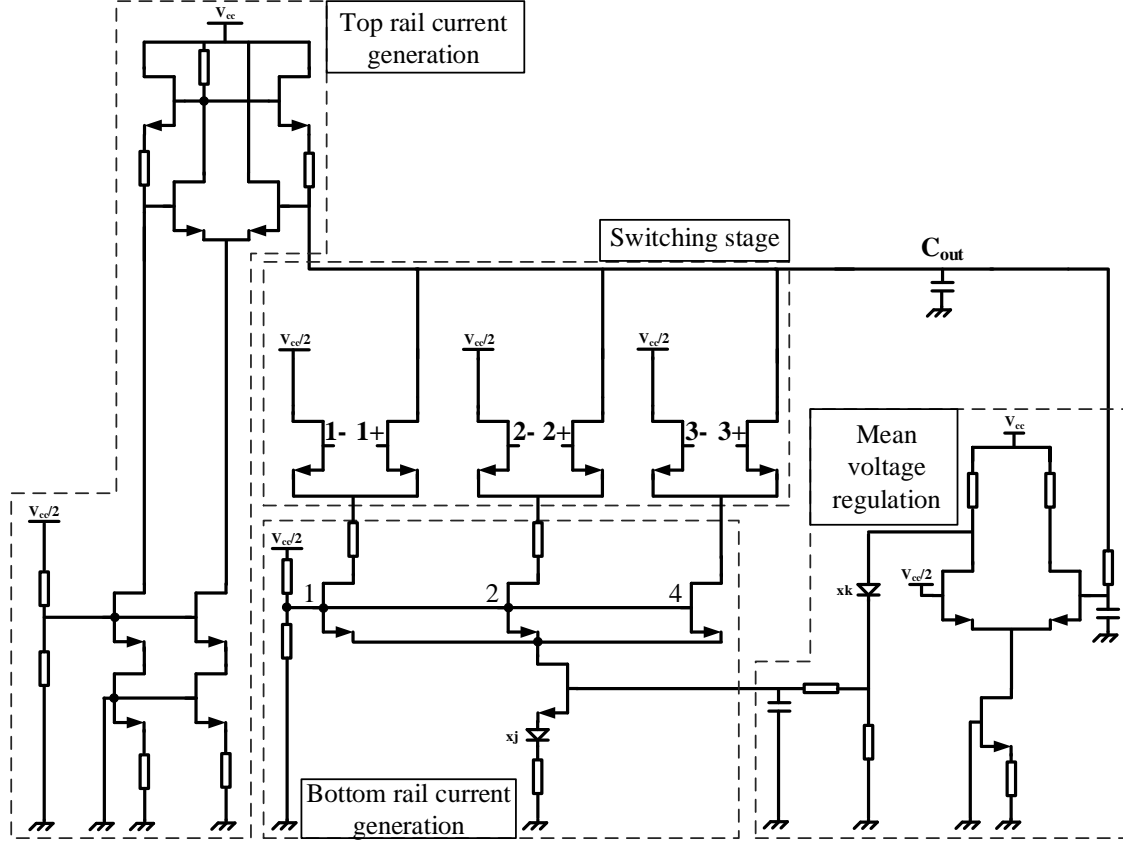 Vcc
Top rail current
generation
Switching stage
Cout
Vcc/2
Vcc/2
Vcc/2
1- 1+
2- 2+
3- 3+
Mean
voltage
regulation
Vcc
Vcc/2
Vcc/2
1
2
4
xk
Vcc/2
xj
Bottom rail current
generation